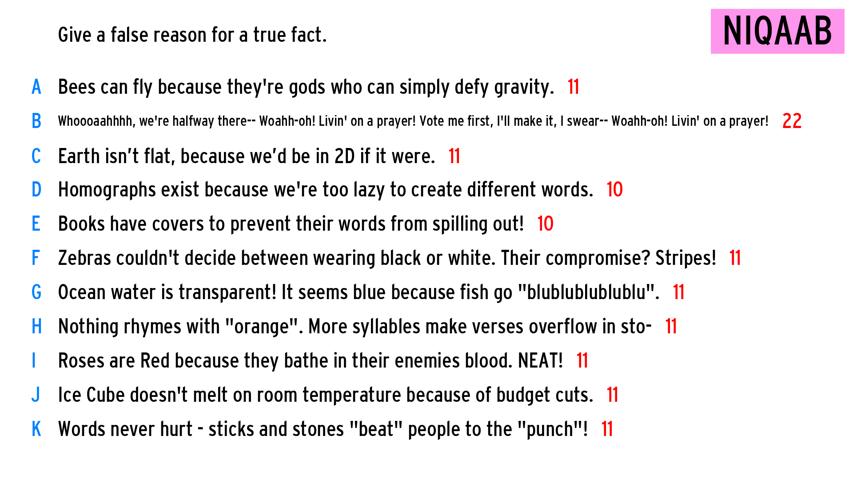 Give a false reason for a true fact.
NIQAAB
A Bees can fly because they're gods who can simply defy gravity. 11
B Whoooaahhhh, we're halfway there-- Woahh-oh! Livin' on a prayer! Vote me first, I'll make it, I swear-- Woahh-oh! Livin' on a prayer! 22
C Earth isn’t flat, because we’d be in 2D if it were. 11
D Homographs exist because we're too lazy to create different words. 10
E Books have covers to prevent their words from spilling out! 10
F Zebras couldn't decide between wearing black or white. Their compromise? Stripes! 11
G Ocean water is transparent! It seems blue because fish go "blublublublublu". 11
H Nothing rhymes with "orange". More syllables make verses overflow in sto- 11
I Roses are Red because they bathe in their enemies blood. NEAT! 11
J Ice Cube doesn't melt on room temperature because of budget cuts. 11
K Words never hurt - sticks and stones "beat" people to the "punch"! 11